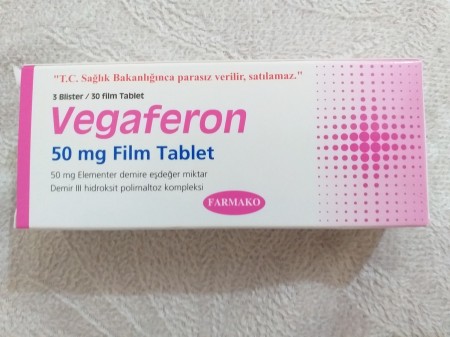 "T.C. Sağlık Bakanlığınca parasız verilir, satılamaz."
3 Blister / 30 film Tablet
Vegaferon
50 mg Film Tablet
50 mg Elementer demire eşdeğer miktar
Demir III hidroksit polimaltoz kompleksi
FARMAKO